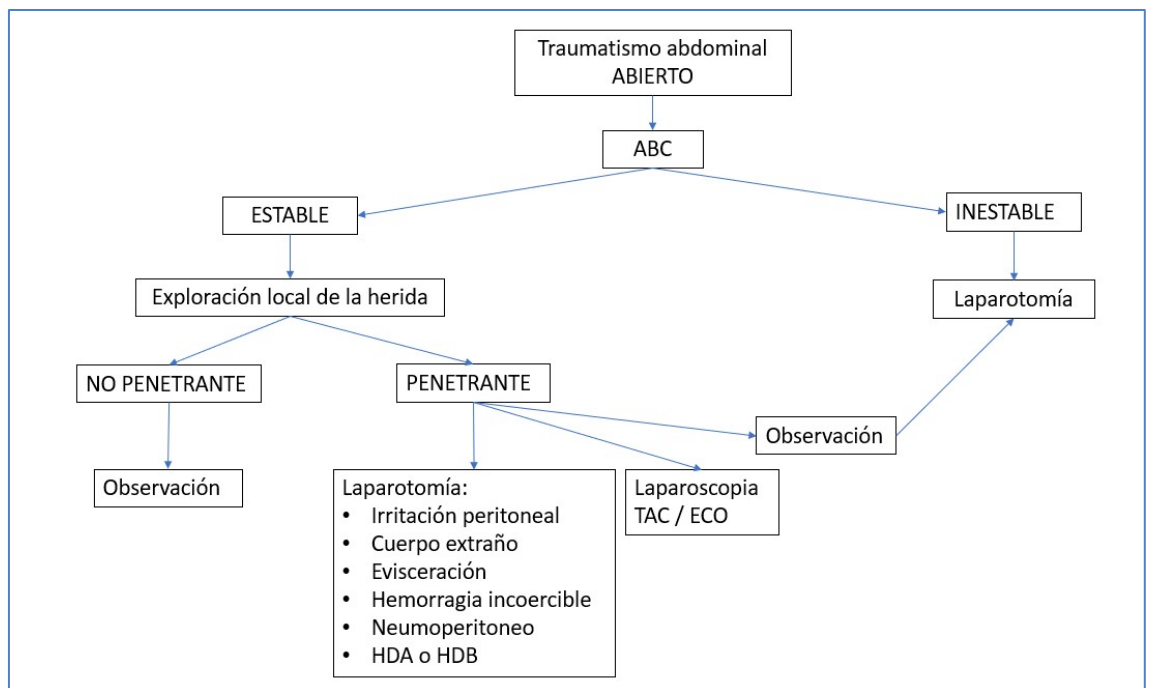 Traumatismo abdominal
ABIERTO
ABC
ESTABLE
INESTABLE
Exploración local de la herida
Laparotomía
NO PENETRANTE
PENETRANTE
Observación
Observación
Laparotomía:
• Irritación peritoneal
• Cuerpo extraño
• Evisceración
• Hemorragia incoercible
• Neumoperitoneo
• HDA o HDB
Laparoscopia
TAC / ECO